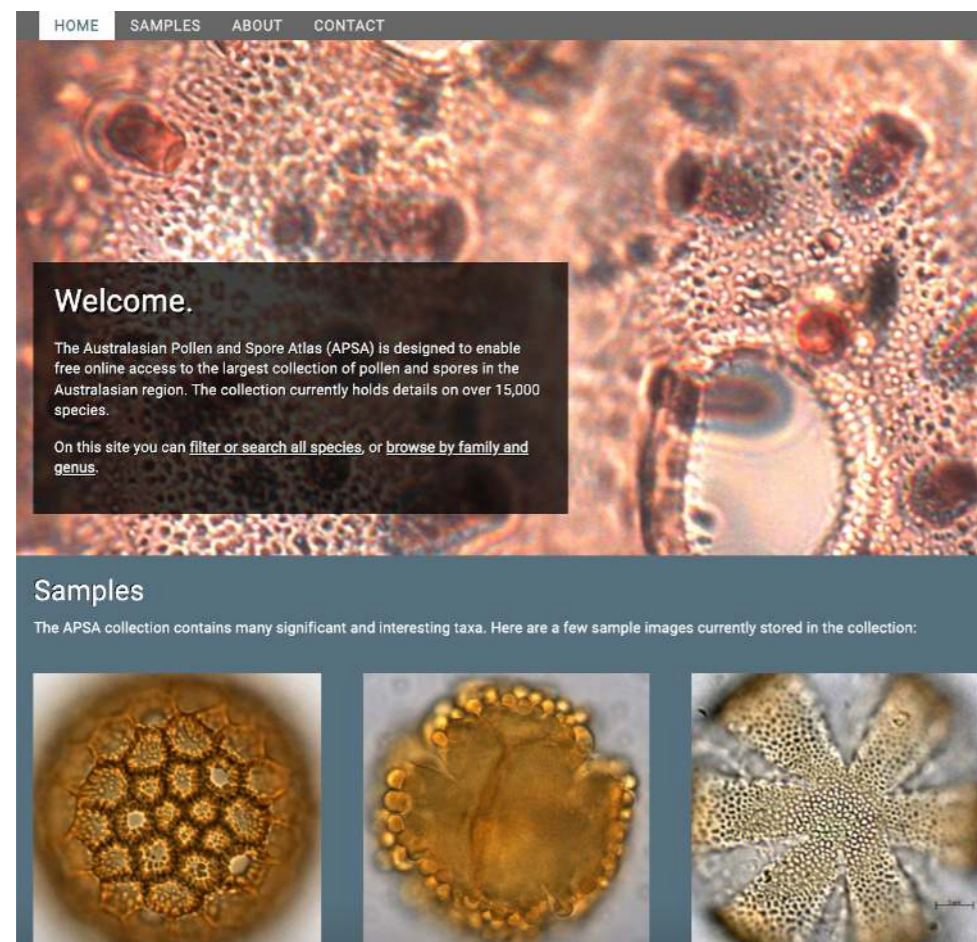 HOME SAMPLES ABOUT CONTACT
Welcome.
The Australasian Pollen and Spore Atlas (APSA) is designed to enable
free online access to the largest collection of pollen and spores in the
Australasian region. The collection currently holds details on over 15,000
species.
On this site you can filter or search all species, or browse by family and
genus.
Samples
The APSA collection contains many significant and interesting taxa. Here are a few sample images currently stored in the collection: